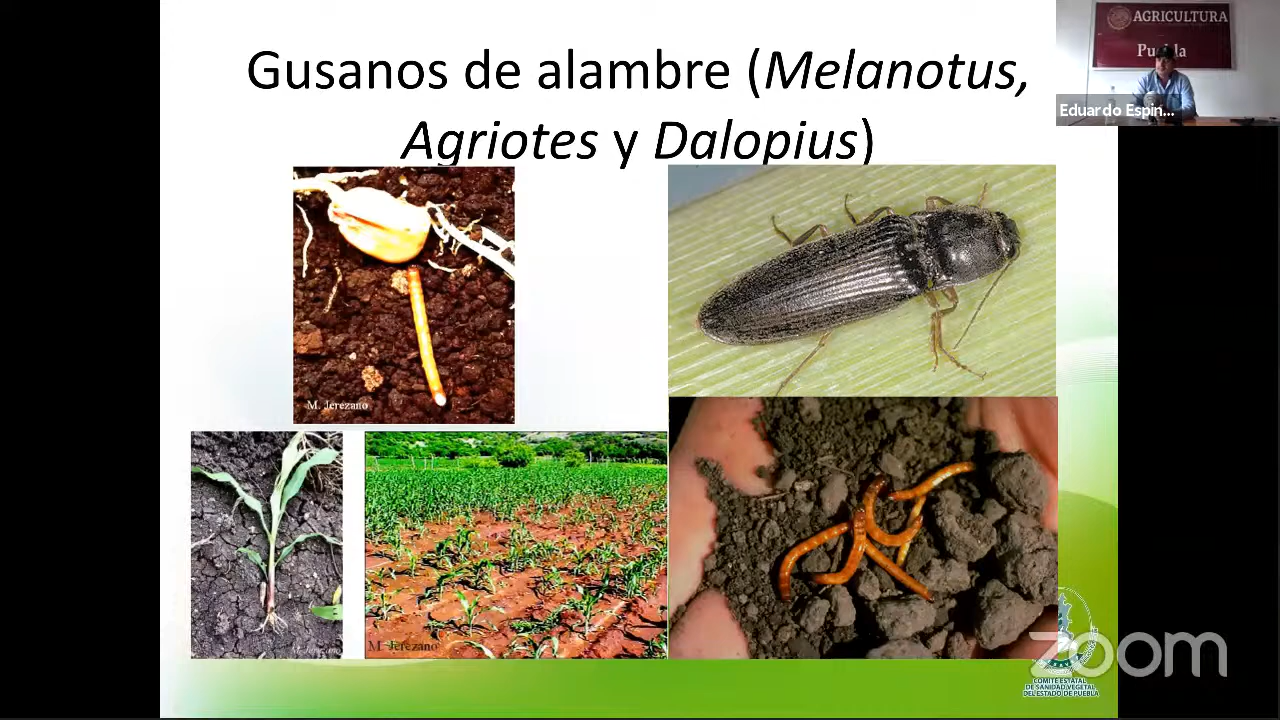 Gusanos de alambre (Melanotus,
Agriotes y Dalopius)
AGRICULTURA
Puebla
Eduardo Espin...
M. Jerezano
M. Jerezano
M. Jerezano
zoom
COMITÉ ESTATAL
DE SANIDAD VEGETAL
DEL ESTADO DE PUEBLA